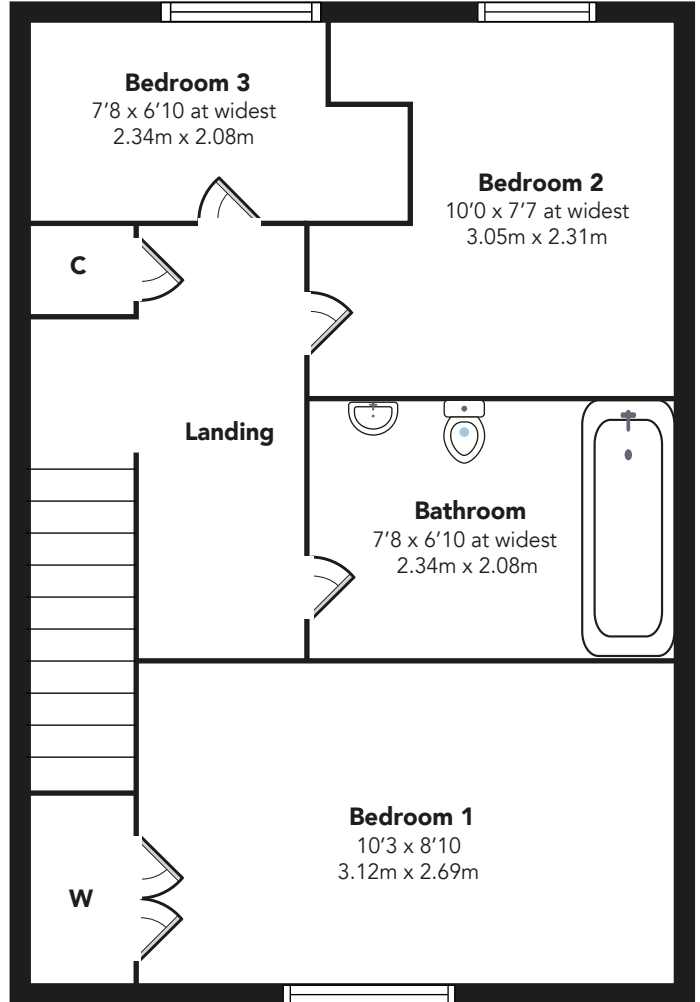 Bedroom 3
7’8 x 6’10 at widest
2.34m x 2.08m
Bedroom 2
10’0 x 7’7 at widest
3.05m x 2.31m
C
Landing
Bathroom
7’8 x 6’10 at widest
2.34m x 2.08m
Bedroom 1
10’3 x 8’10
3.12m x 2.69m
W